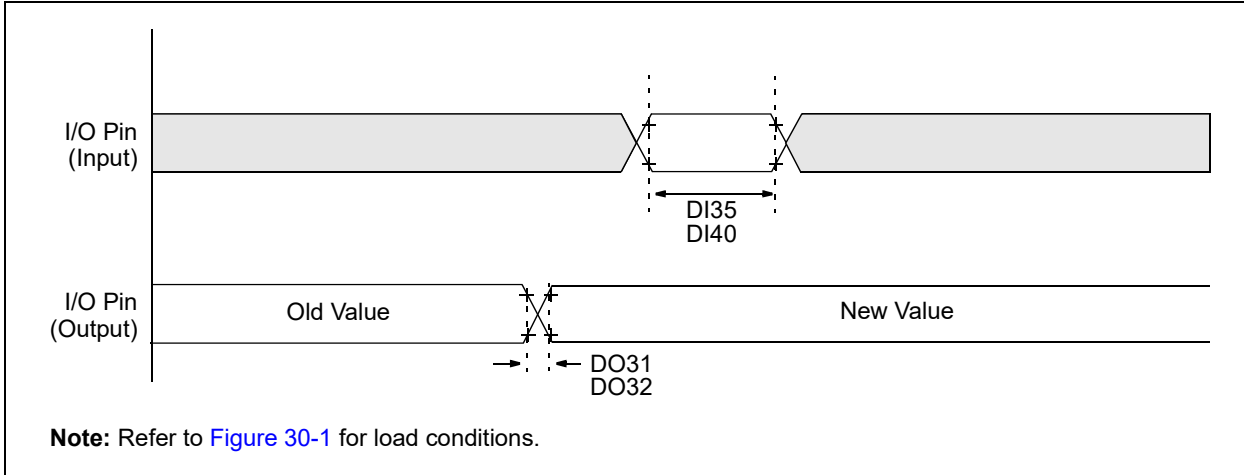 I/O Pin
(Input)
DI35
DI40
I/O Pin
(Output)
Old Value
New Value
DO31
DO32
Note: Refer to Figure 30-1 for load conditions.